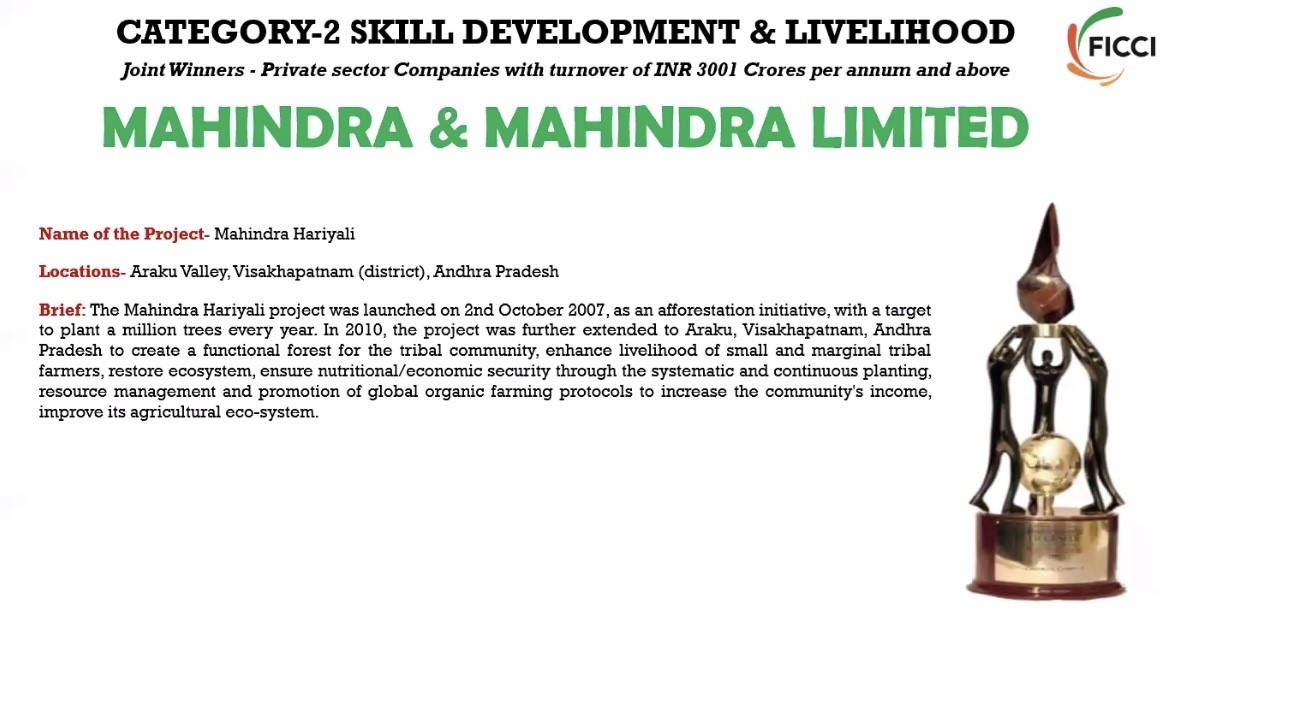 CATEGORY-2 SKILL DEVELOPMENT & LIVELIHOOD
Joint Winners - Private sector Companies with turnover of INR 3001 Crores per annum and above
FICCI
MAHINDRA & MAHINDRA LIMITED
Name of the Project- Mahindra Hariyali
Locations- Araku Valley, Visakhapatnam (district), Andhra Pradesh
Brief: The Mahindra Hariyali project was launched on 2nd October 2007, as an afforestation initiative, with a target
to plant a million trees every year. In 2010, the project was further extended to Araku, Visakhapatnam, Andhra
Pradesh to create a functional forest for the tribal community, enhance livelihood of small and marginal tribal
farmers, restore ecosystem, ensure nutritional/economic security through the systematic and continuous planting,
resource management and promotion of global organic farming protocols to increase the community's income,
improve its agricultural eco-system.